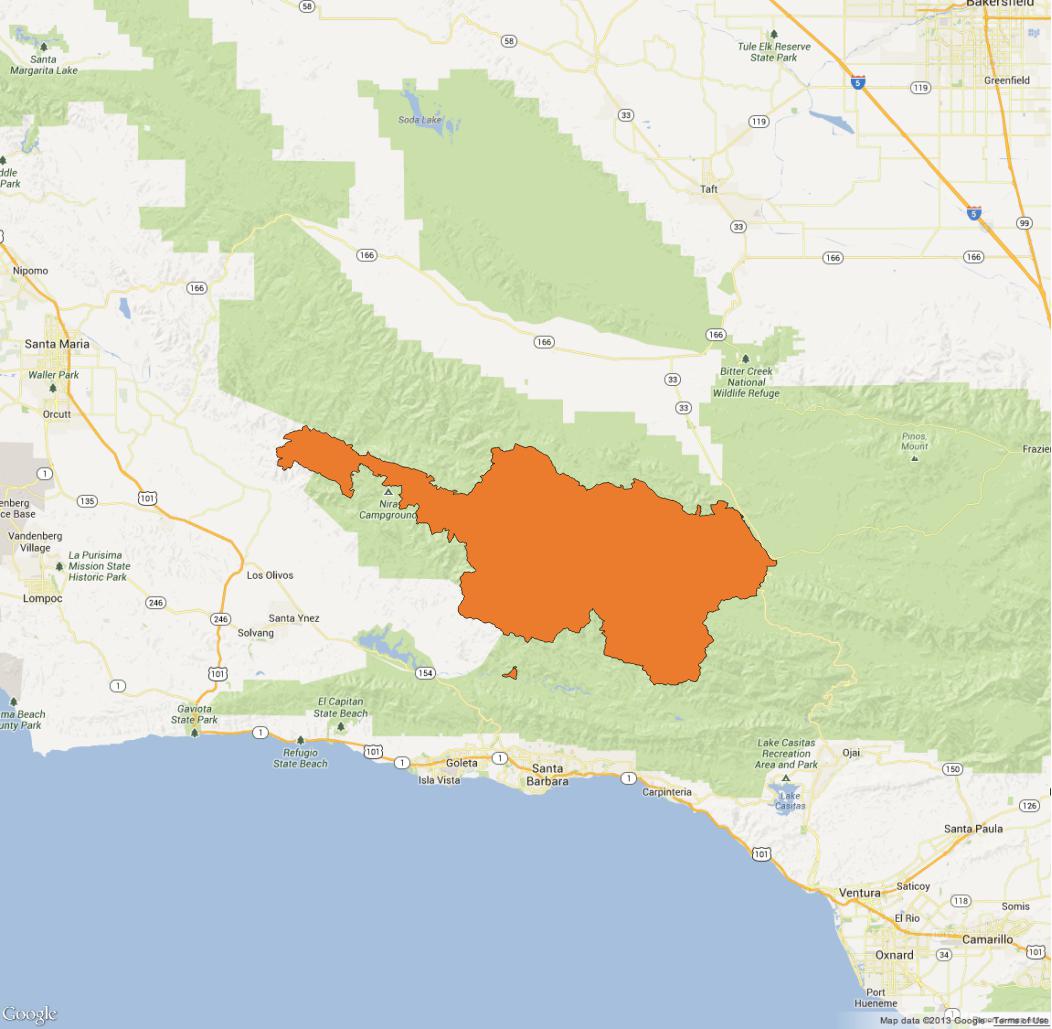 58
Bakersfield
58
Tule Elk Reserve
State Park
Santa
Margarita Lake
5
Greenfield
119
Soda Lake
33
119
ddle
Park
Taft
5
33
99
166
166
166
Nipomo
166
166
166
Santa Maria
Waller Park
Bitter Creek
National
Wildlife Refuge
33
33
Orcutt
Pinos,
Mount
Frazier
1
101
135
Nira
Campground
enberg
ce Base
Vandenberg
Village
La Purisima
Mission State
Historic Park
Los Olivos
Lompoc
246
246
Santa Ynez
Solvang
101
154
1
El Capitan
State Beach
Gaviota
State Park
ma Beach
unty Park
1
Refugio
State Beach
101
1
Goleta
1
Isla Vista
Santa
Barbara
1
Carpinteria
Lake Casitas
Recreation
Area and Park
Ojai
150
Lake
Casitas
126
Santa Paula
101
Ventura
Saticoy
118
Somis
El Rio
Camarillo
101
Oxnard
34
Port
Hueneme
1
Google
Map data ©2013 Google - Terms of Use